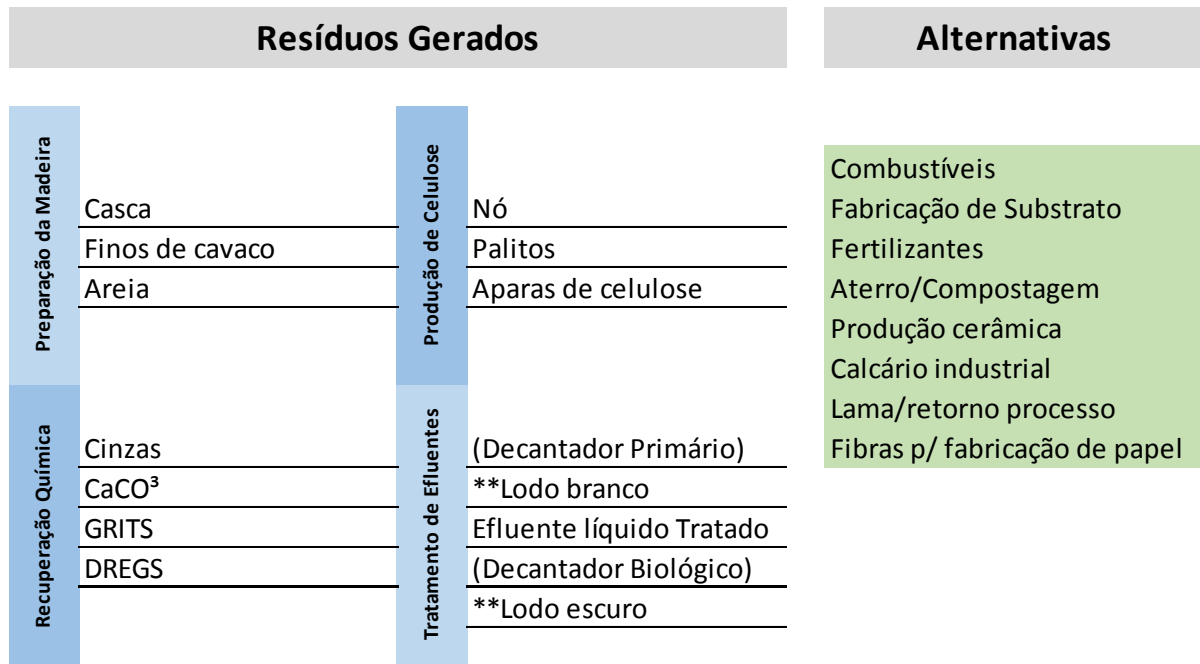 Resíduos Gerados
Alternativas
Preparação da Madeira
Casca
Finos de cavaco
Areia
Produção de Celulose
Nó
Palitos
Aparas de celulose
Recuperação Química
Cinzas
CaCO³
GRITS
DREGS
Tratamento de Efluentes
(Decantador Primário)
**Lodo branco
Efluente líquido Tratado
(Decantador Biológico)
**Lodo escuro
Combustíveis
Fabricação de Substrato
Fertilizantes
Aterro/Compostagem
Produção cerâmica
Calcário industrial
Lama/retorno processo
Fibras p/ fabricação de papel